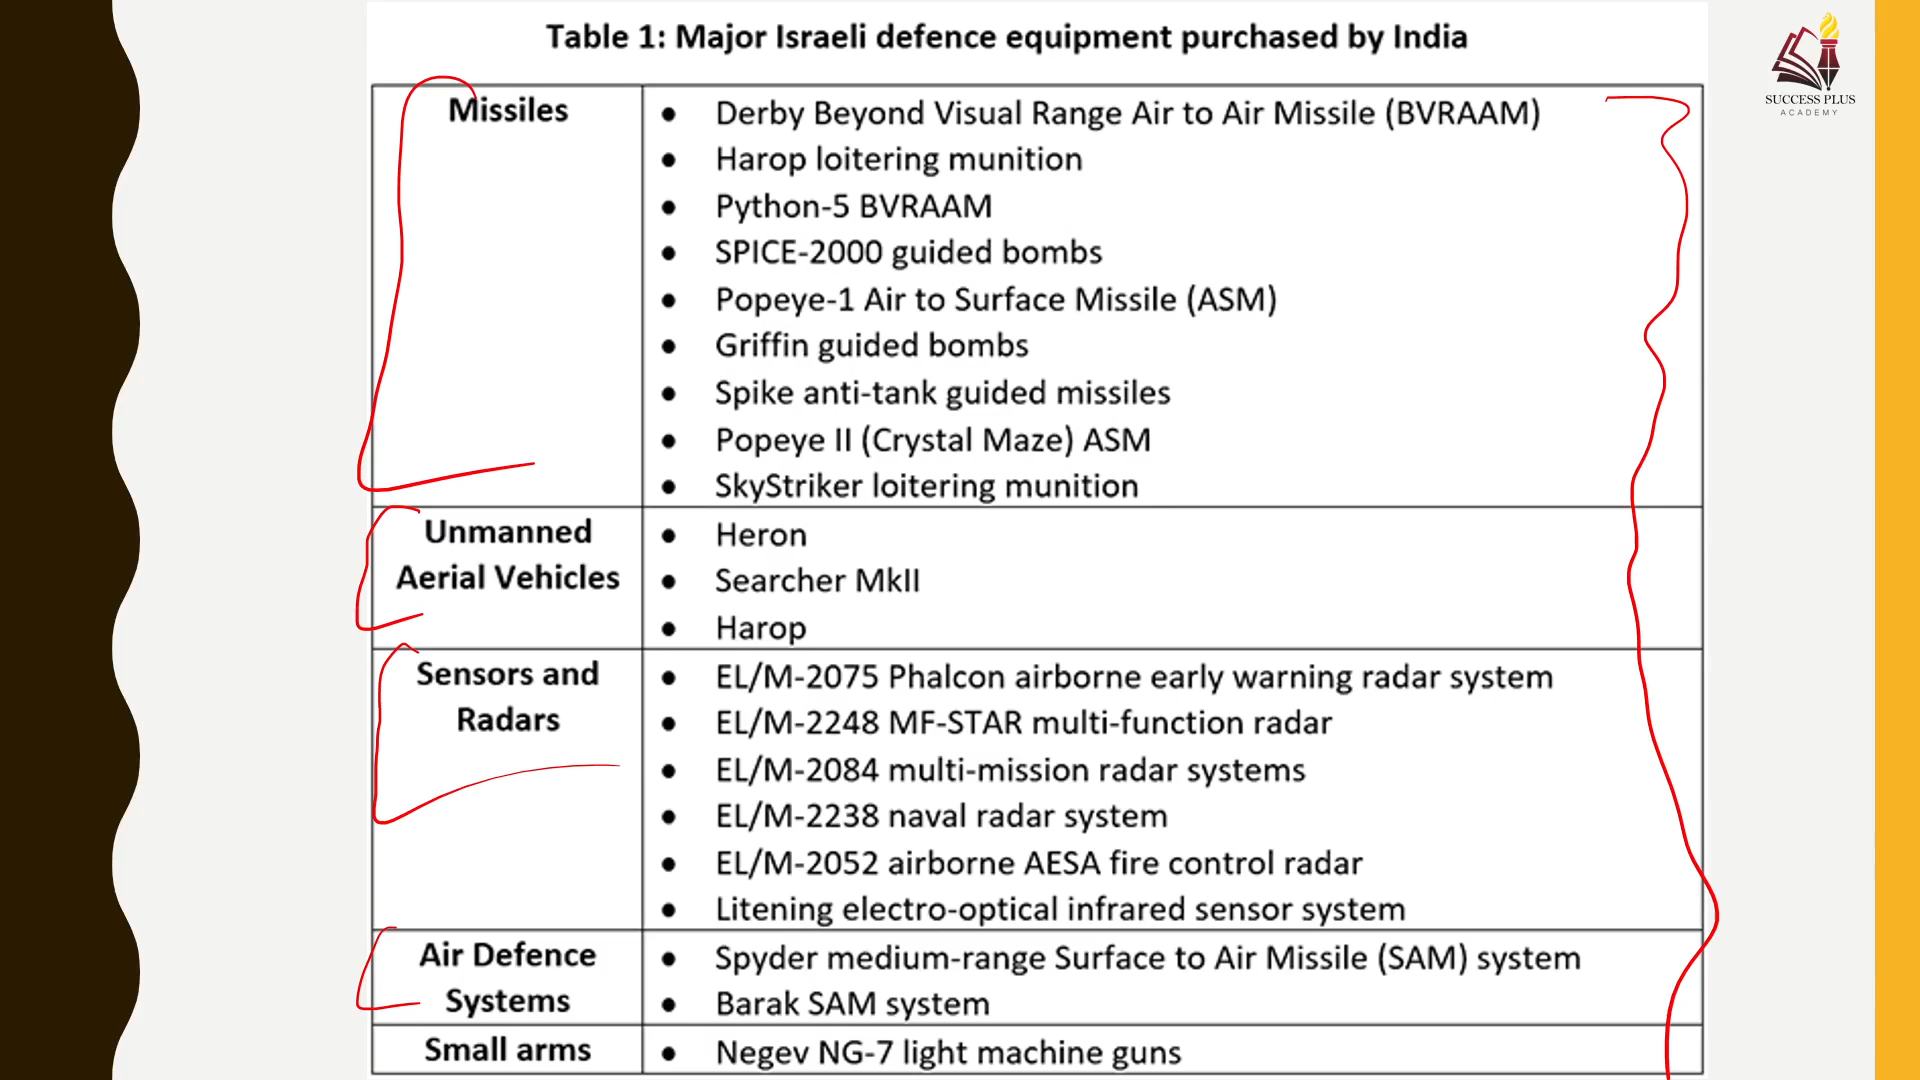 Table 1: Major Israeli defence equipment purchased by India
SUCCESS PLUS
ACADEMY
Missiles
• Derby Beyond Visual Range Air to Air Missile (BVRAAM)
• Harop loitering munition
• Python-5 BVRAAM
• SPICE-2000 guided bombs
• Popeye-1 Air to Surface Missile (ASM)
• Griffin guided bombs
• Spike anti-tank guided missiles
• Popeye II (Crystal Maze) ASM
• SkyStriker loitering munition
Unmanned
Aerial Vehicles
• Heron
• Searcher MkII
• Harop
Sensors and
Radars
• EL/M-2075 Phalcon airborne early warning radar system
• EL/M-2248 MF-STAR multi-function radar
• EL/M-2084 multi-mission radar systems
• EL/M-2238 naval radar system
• EL/M-2052 airborne AESA fire control radar
• Litening electro-optical infrared sensor system
Air Defence
Systems
• Spyder medium-range Surface to Air Missile (SAM) system
• Barak SAM system
Small arms
• Negev NG-7 light machine guns